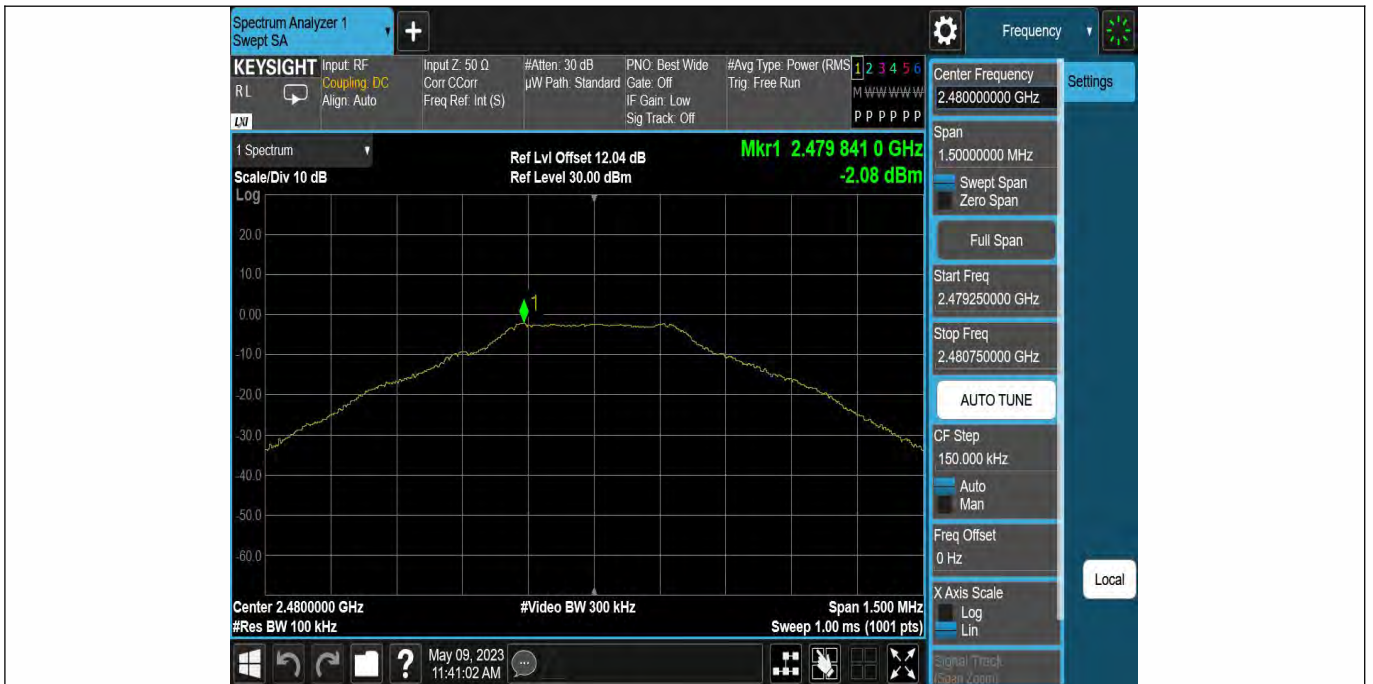 Spectrum Analyzer 1
Swept SA
+
Frequency
KEYSIGHT
RL
LXI
Input: RF
Coupling: DC
Align: Auto
Input Z: 50 Ω
Corr CCorr
Freq Ref: Int (S)
#Atten: 30 dB
µW Path: Standard
PNO: Best Wide
Gate: Off
IF Gain: Low
Sig Track: Off
#Avg Type: Power (RMS
Trig: Free Run
1 2 3 4 5 6
M W W W W W
P P P P P P
1 Spectrum
Scale/Div 10 dB
Log
Ref Lvl Offset 12.04 dB
Ref Level 30.00 dBm
Mkr1 2.479 841 0 GHz
-2.08 dBm
20.0
10.0
0.00
-10.0
-20.0
-30.0
-40.0
-50.0
-60.0
1
Center 2.4800000 GHz
#Res BW 100 kHz
#Video BW 300 kHz
Span 1.500 MHz
Sweep 1.00 ms (1001 pts)
Center Frequency
2.480000000 GHz
Settings
Span
1.50000000 MHz
Swept Span
Zero Span
Full Span
Start Freq
2.479250000 GHz
Stop Freq
2.480750000 GHz
AUTO TUNE
CF Step
150.000 kHz
Auto
Man
Freq Offset
0 Hz
X Axis Scale
Log
Lin
Signal Track
(Span Zoom)
Local
?
May 09, 2023
11:41:02 AM